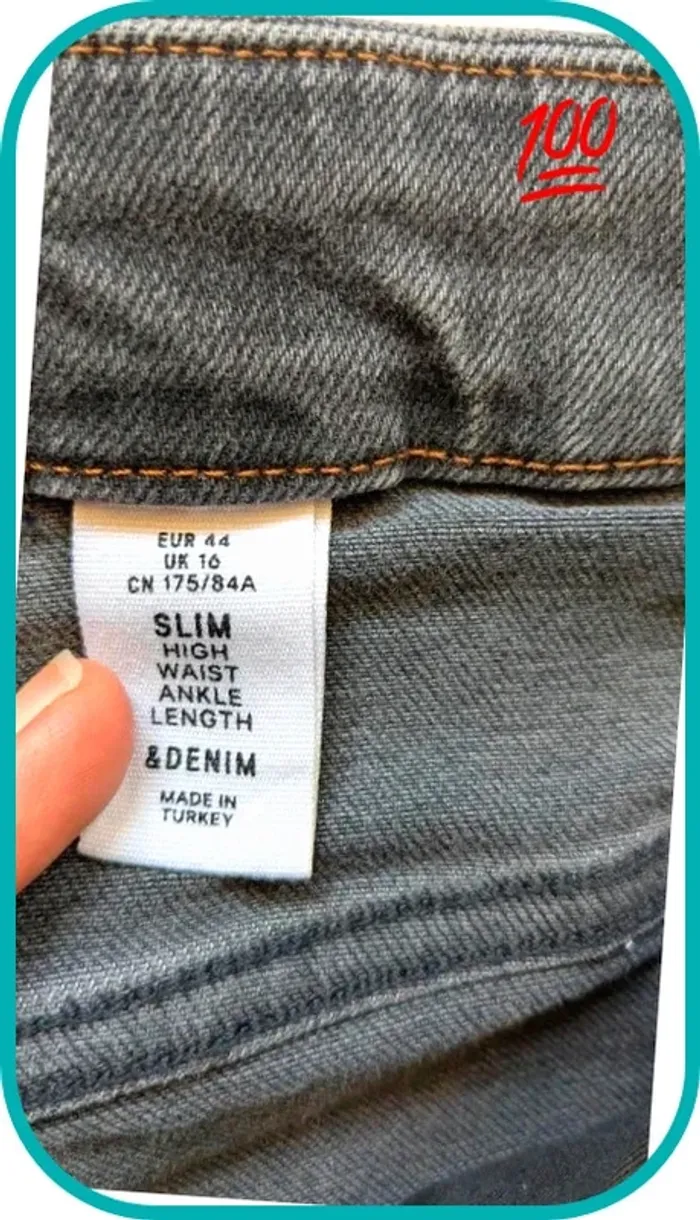 100
EUR 44
UK 16
CN 175/84A
SLIM
HIGH
WAIST
ANKLE
LENGTH
&DENIM
MADE IN
TURKEY